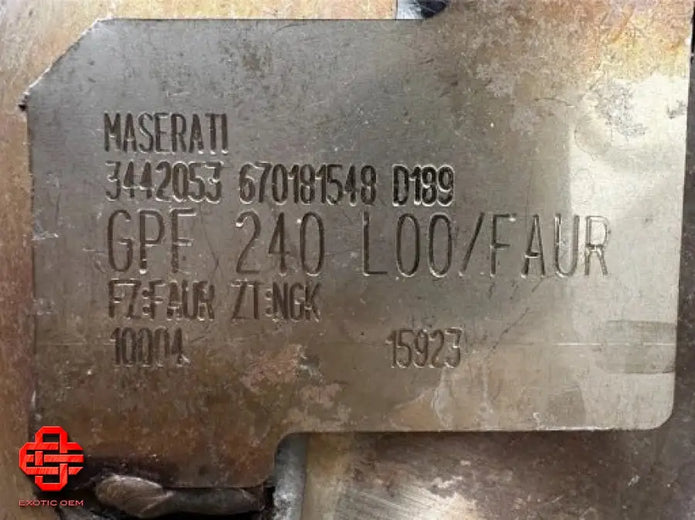 MASERATI
3442053 670181548 D189
GPF 240 L00/FAUR
FZ:FAUR ZT:NGK
10004 15923
EXOTIC OEM